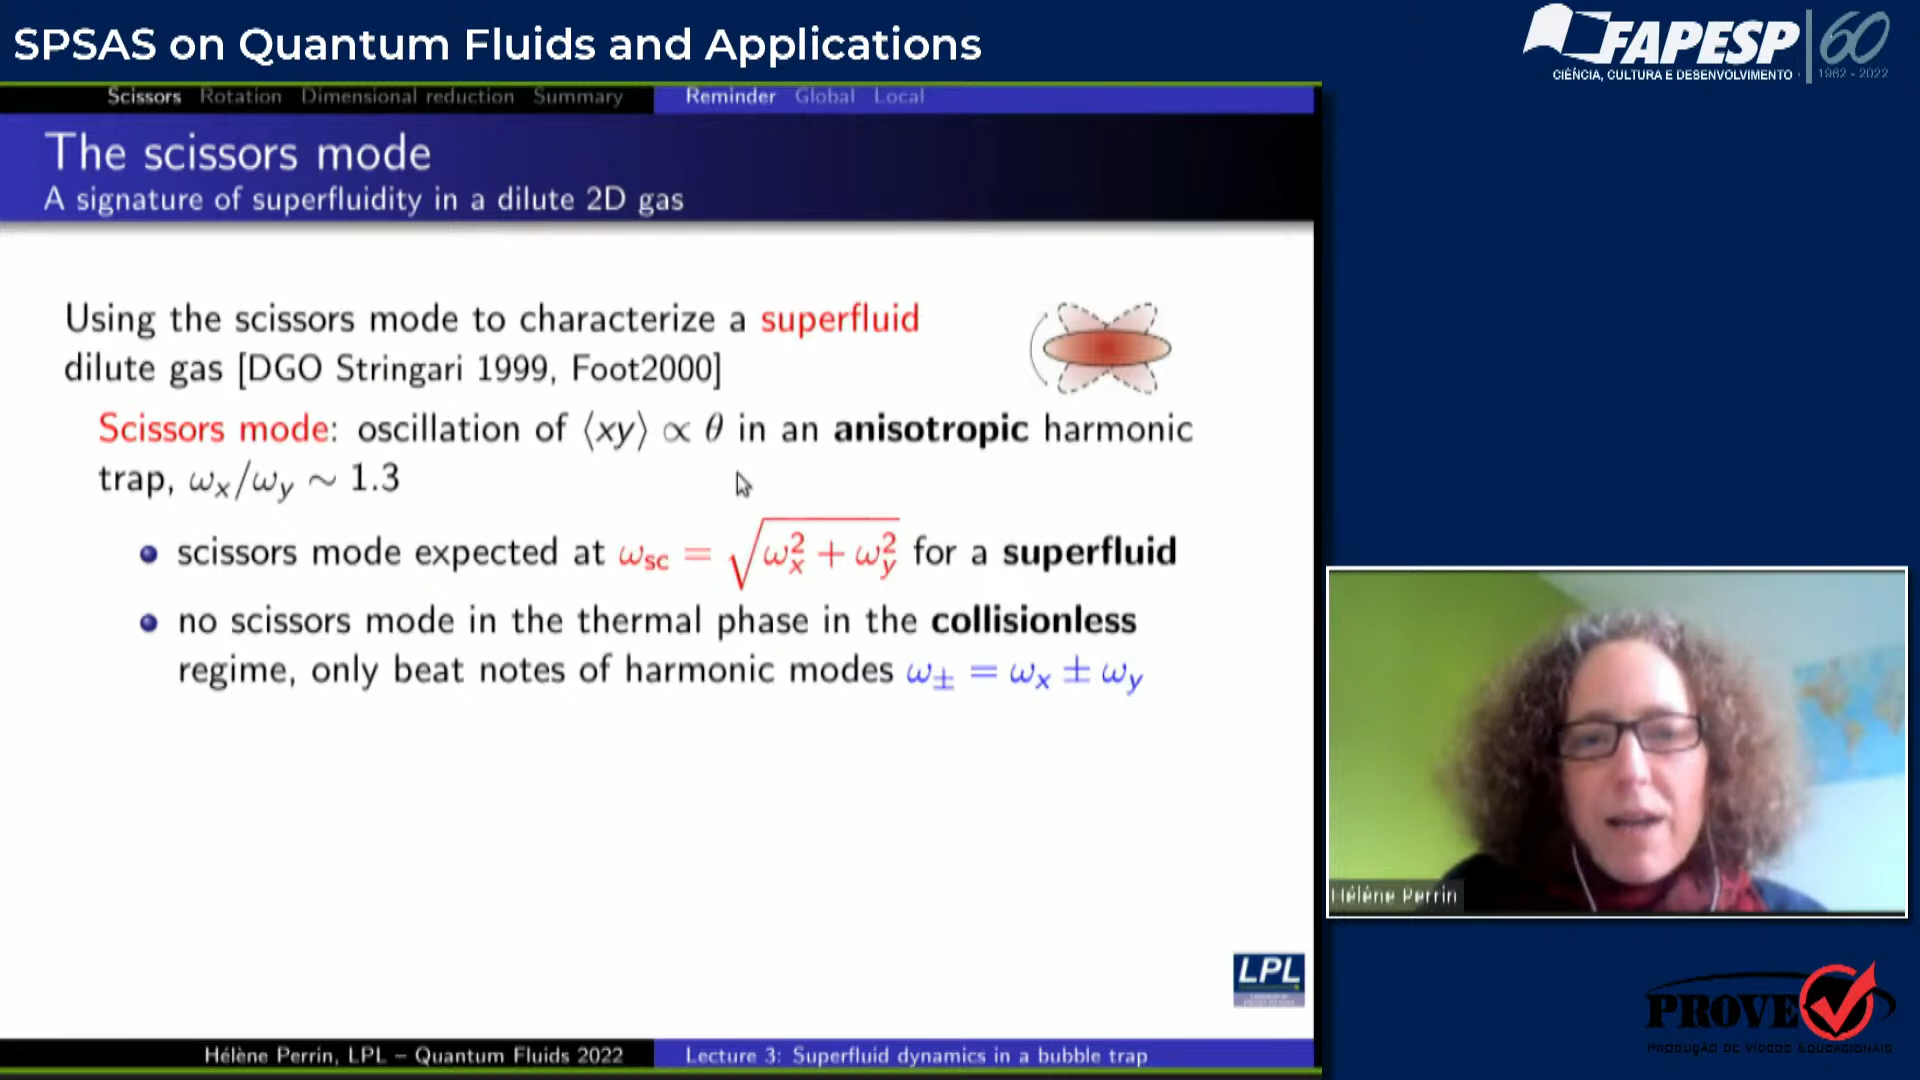 SPSAS on Quantum Fluids and Applications
FAPESP 60
CIÊNCIA, CULTURA E DESENVOLVIMENTO · 1962 - 2022
Scissors Rotation Dimensional reduction Summary Reminder Global Local
The scissors mode
A signature of superfluidity in a dilute 2D gas
Using the scissors mode to characterize a superfluid
dilute gas [DGO Stringari 1999, Foot2000]
Scissors mode: oscillation of ⟨xy⟩ ∝ θ in an anisotropic harmonic
trap, ωx/ωy ∼ 1.3
scissors mode expected at ωsc = √(ωx² + ωy²) for a superfluid
no scissors mode in the thermal phase in the collisionless
regime, only beat notes of harmonic modes ω± = ωx ± ωy
Hélène Perrin
LPL
PROVE
PRODUÇÃO DE VÍDEOS EDUCACIONAIS
Hélène Perrin, LPL – Quantum Fluids 2022 Lecture 3: Superfluid dynamics in a bubble trap